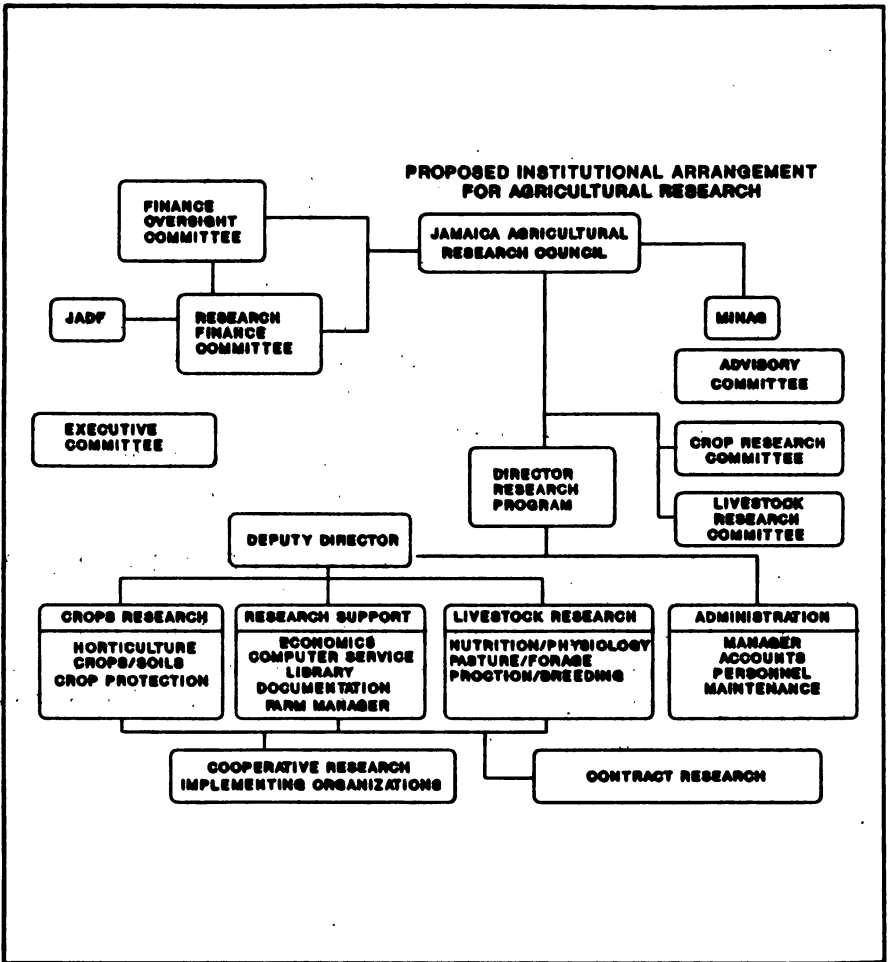 PROPOSED INSTITUTIONAL ARRANGEMENT
FOR AGRICULTURAL RESEARCH
FINANCE
OVERSIGHT
COMMITTEE
JAMAICA AGRICULTURAL
RESEARCH COUNCIL
JADF
RESEARCH
FINANCE
COMMITTEE
MINAG
ADVISORY
COMMITTEE
EXECUTIVE
COMMITTEE
CROP RESEARCH
COMMITTEE
DIRECTOR
RESEARCH
PROGRAM
LIVESTOCK
RESEARCH
COMMITTEE
DEPUTY DIRECTOR
CROPS RESEARCH
HORTICULTURE
CROPS/SOILS
CROP PROTECTION
RESEARCH SUPPORT
ECONOMICS
COMPUTER SERVICE
LIBRARY
DOCUMENTATION
FARM MANAGER
LIVESTOCK RESEARCH
NUTRITION/PHYSIOLOGY
PASTURE/FORAGE
PROCTION/BREEDING
ADMINISTRATION
MANAGER
ACCOUNTS
PERSONNEL
MAINTENANCE
COOPERATIVE RESEARCH
IMPLEMENTING ORGANIZATIONS
CONTRACT RESEARCH